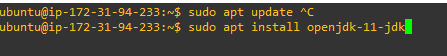 ubuntu@ip-172-31-94-233:~$ sudo apt update ^C
ubuntu@ip-172-31-94-233:~$ sudo apt install openjdk-11-jdk